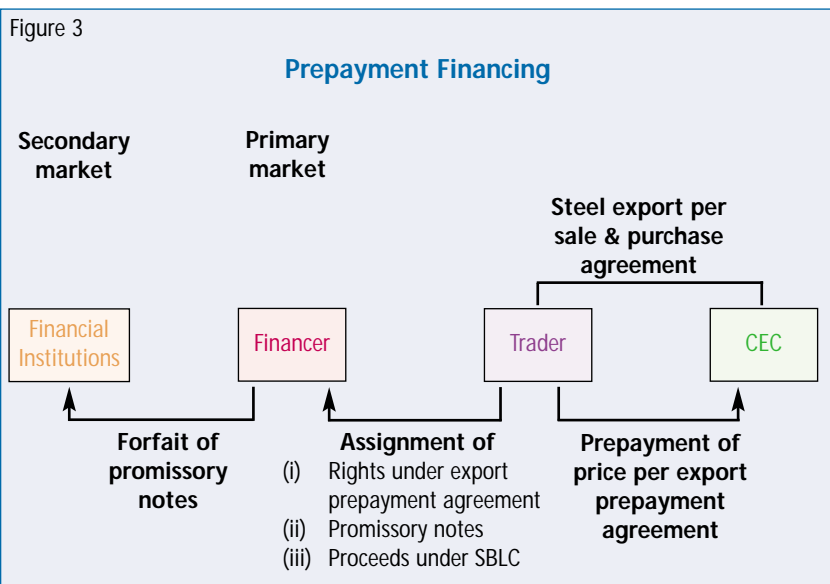 Figure 3
Prepayment Financing
Secondary
market
Primary
market
Steel export per
sale & purchase
agreement
Financial
Institutions
Financer
Trader
CEC
Forfait of
promissory
notes
Assignment of
(i) Rights under export
prepayment agreement
(ii) Promissory notes
(iii) Proceeds under SBLC
Prepayment of
price per export
prepayment
agreement